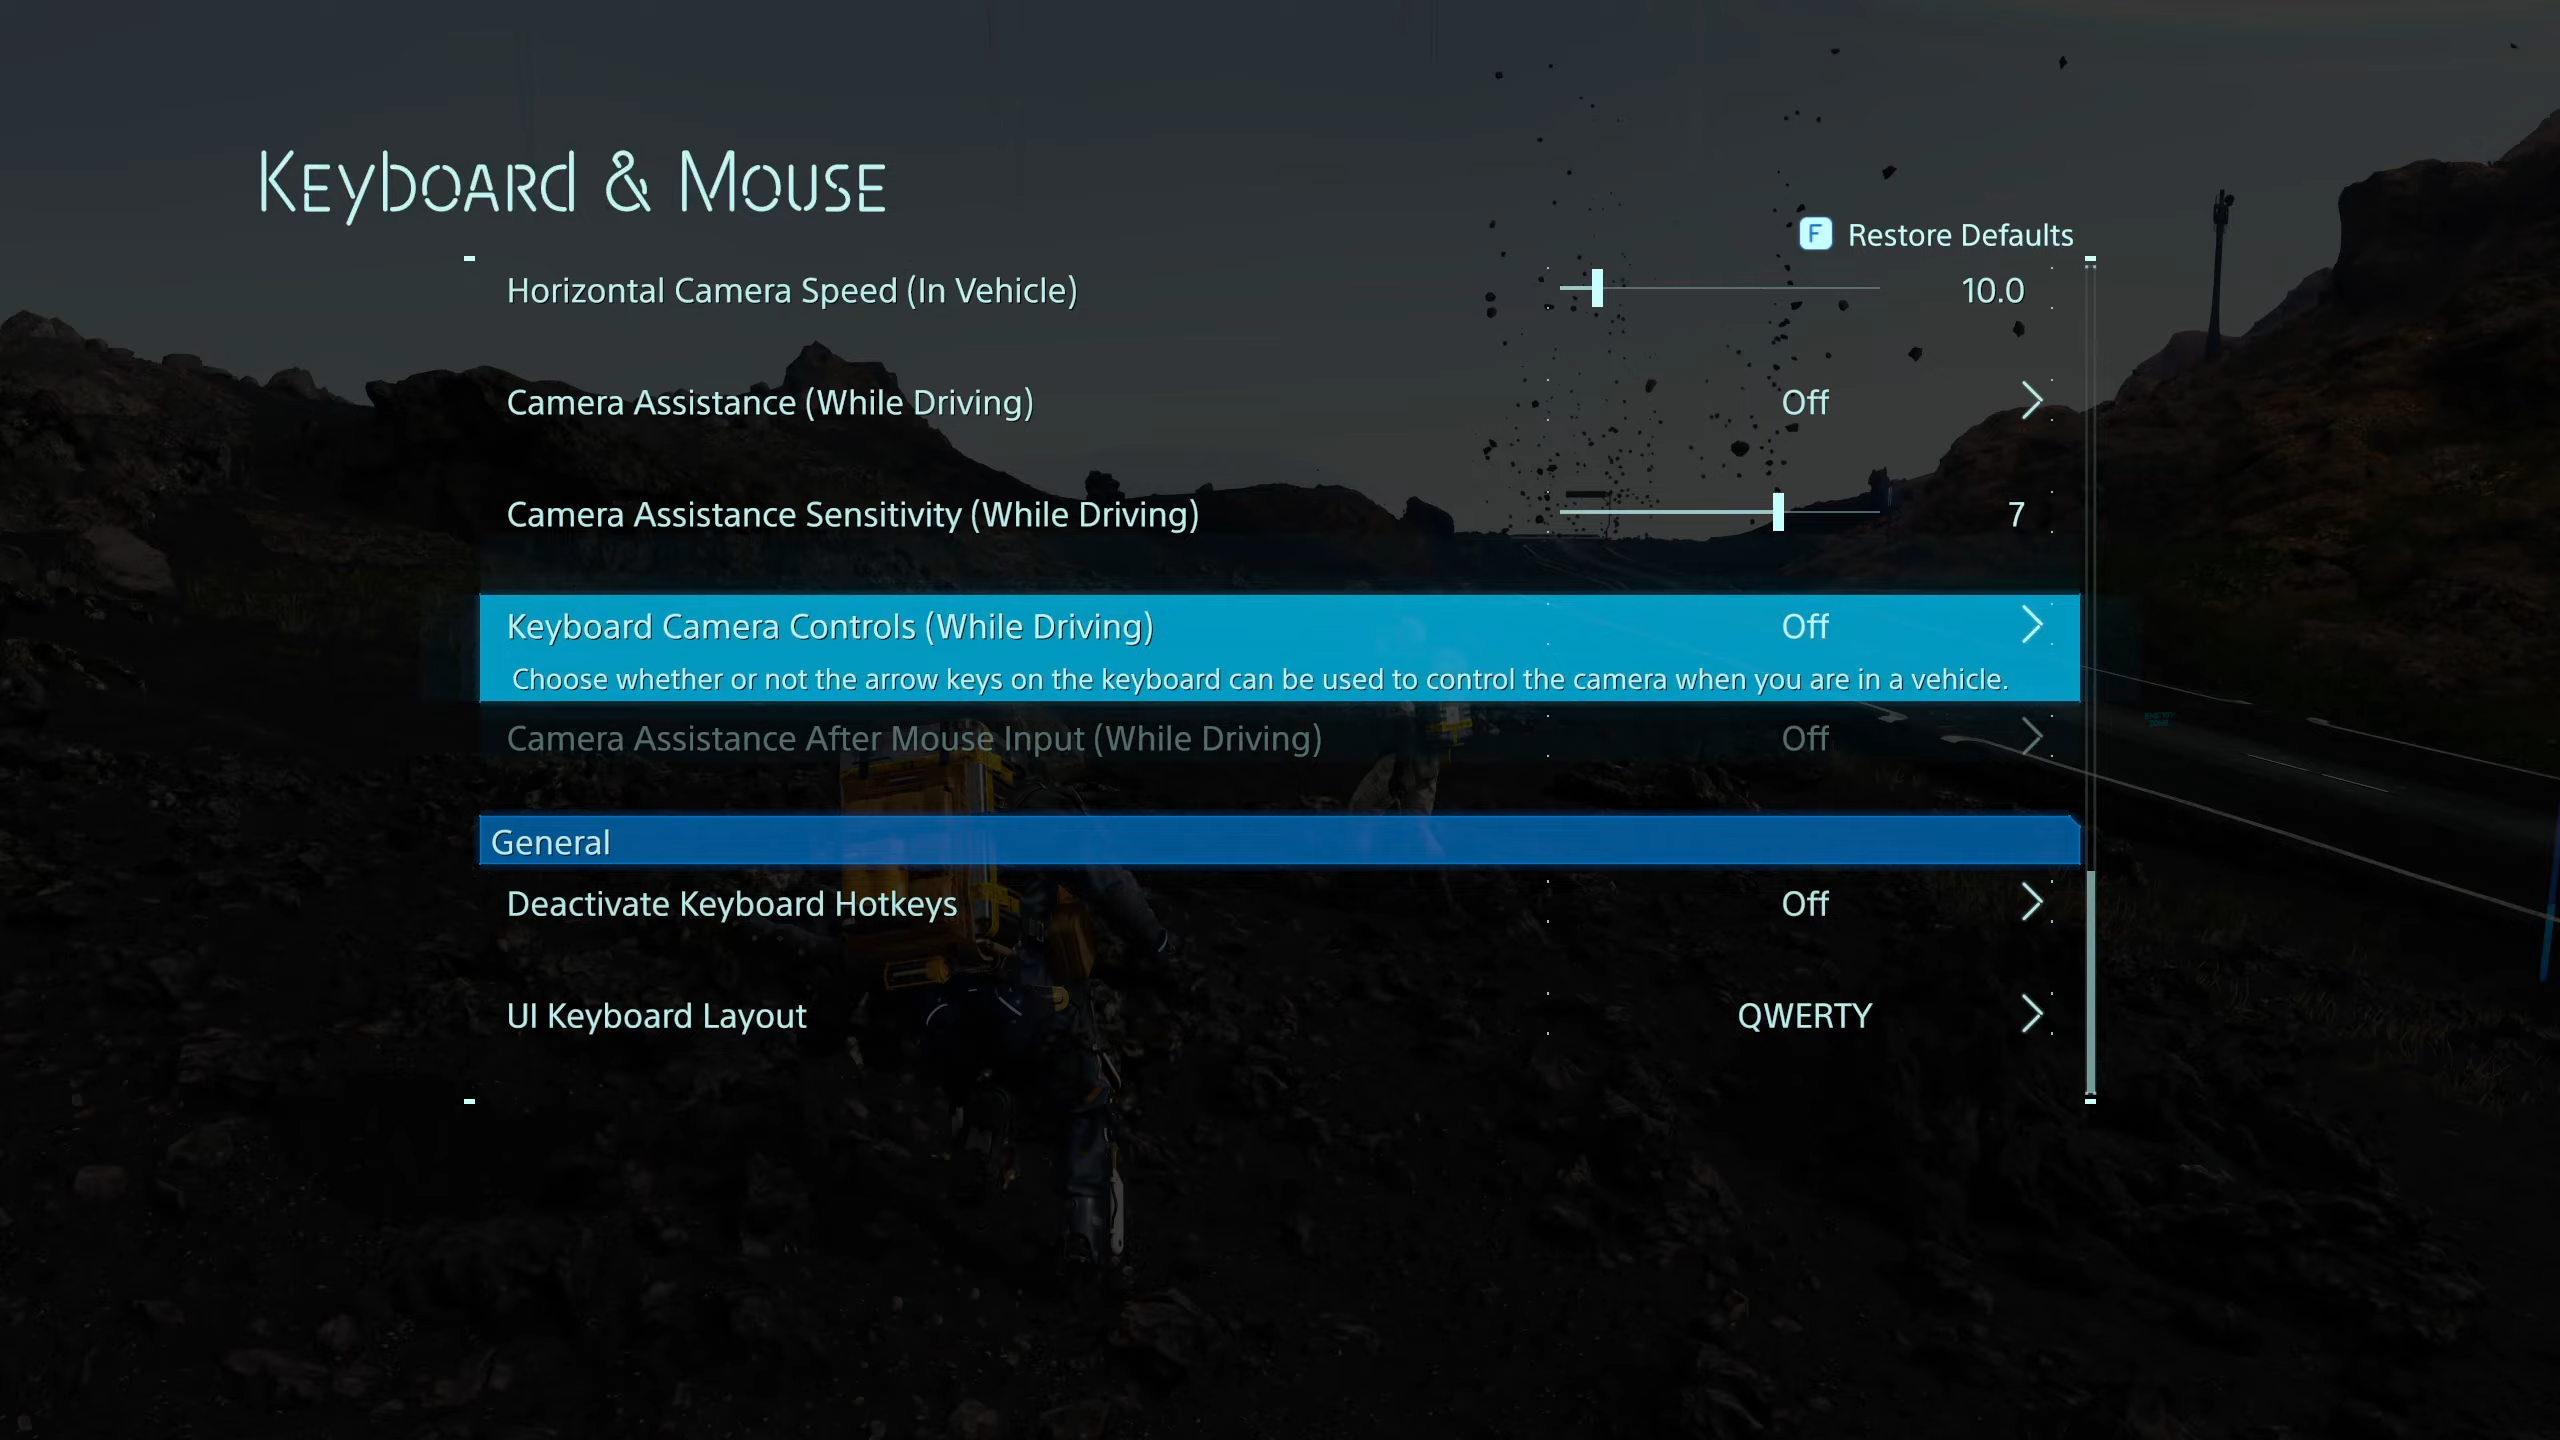 Keyboard & Mouse
F Restore Defaults
Horizontal Camera Speed (In Vehicle) 10.0
Camera Assistance (While Driving) Off
Camera Assistance Sensitivity (While Driving) 7
Keyboard Camera Controls (While Driving) Off
Choose whether or not the arrow keys on the keyboard can be used to control the camera when you are in a vehicle.
Camera Assistance After Mouse Input (While Driving) Off
General
Deactivate Keyboard Hotkeys Off
UI Keyboard Layout QWERTY